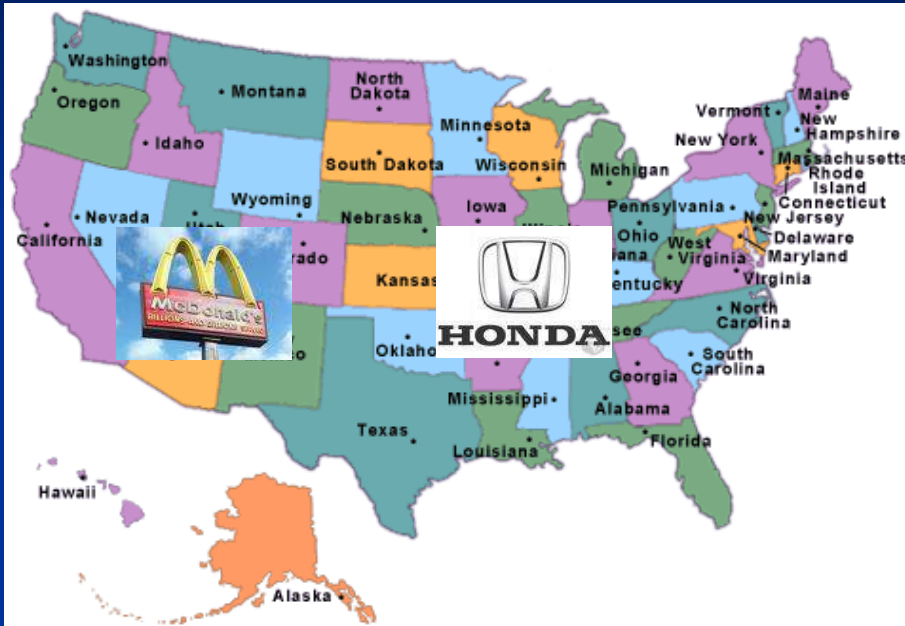 Washington
Montana
North
Dakota
Minnesota
Oregon
Idaho
South Dakota
Wisconsin
Michigan
Vermont
Maine
New
Hampshire
New York
Massachusetts
Rhode
Island
Connecticut
Wyoming
Nebraska
Iowa
Pennsylvania
New Jersey
Nevada
California
Ohio
West
Virginia
Delaware
Maryland
Virginia
Kansas
McDonald's
HONDA
North
Carolina
South
Carolina
Georgia
Mississippi
Alabama
Texas
Louisiana
Florida
Hawaii
Alaska